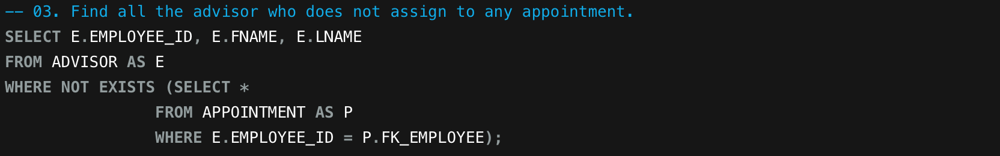 -- 03. Find all the advisor who does not assign to any appointment.
SELECT E.EMPLOYEE_ID, E.FNAME, E.LNAME
FROM ADVISOR AS E
WHERE NOT EXISTS (SELECT *
                FROM APPOINTMENT AS P
                WHERE E.EMPLOYEE_ID = P.FK_EMPLOYEE);